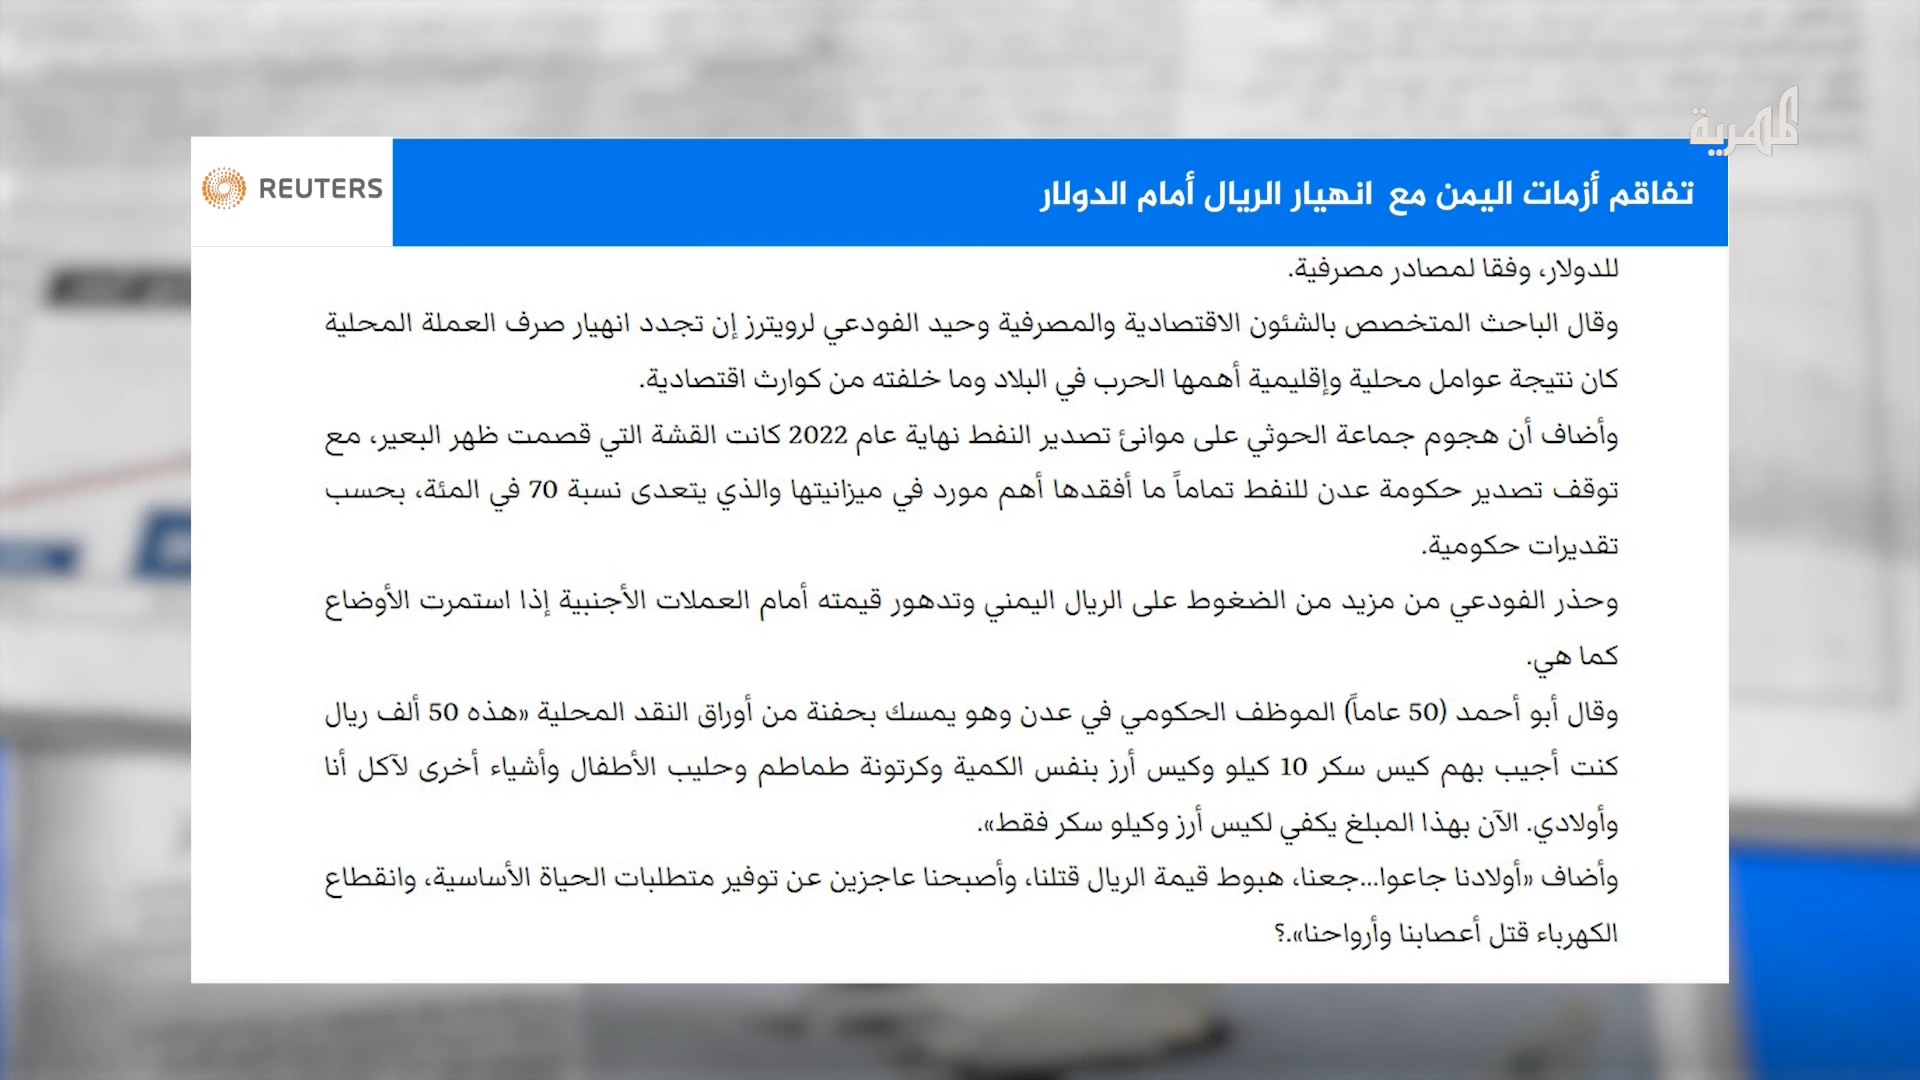 المهرية
REUTERS
تفاقم أزمات اليمن مع انهيار الريال أمام الدولار
للدولار، وفقا لمصادر مصرفية.
وقال الباحث المتخصص بالشئون الاقتصادية والمصرفية وحيد الفودعي لرويترز إن تجدد انهيار صرف العملة المحلية
كان نتيجة عوامل محلية وإقليمية أهمها الحرب في البلاد وما خلفته من كوارث اقتصادية.
وأضاف أن هجوم جماعة الحوثي على موانئ تصدير النفط نهاية عام 2022 كانت القشة التي قصمت ظهر البعير، مع
توقف تصدير حكومة عدن للنفط تماماً ما أفقدها أهم مورد في ميزانيتها والذي يتعدى نسبة 70 في المئة، بحسب
تقديرات حكومية.
وحذر الفودعي من مزيد من الضغوط على الريال اليمني وتدهور قيمته أمام العملات الأجنبية إذا استمرت الأوضاع
كما هي.
وقال أبو أحمد (50 عاماً) الموظف الحكومي في عدن وهو يمسك بحفنة من أوراق النقد المحلية «هذه 50 ألف ريال
كنت أجيب بهم كيس سكر 10 كيلو وكيس أرز بنفس الكمية وكرتونة طماطم وحليب الأطفال وأشياء أخرى لآكل أنا
وأولادي. الآن بهذا المبلغ يكفي لكيس أرز وكيلو سكر فقط».
وأضاف «أولادنا جاعوا...جعنا، هبوط قيمة الريال قتلنا، وأصبحنا عاجزين عن توفير متطلبات الحياة الأساسية، وانقطاع
الكهرباء قتل أعصابنا وأرواحنا».؟